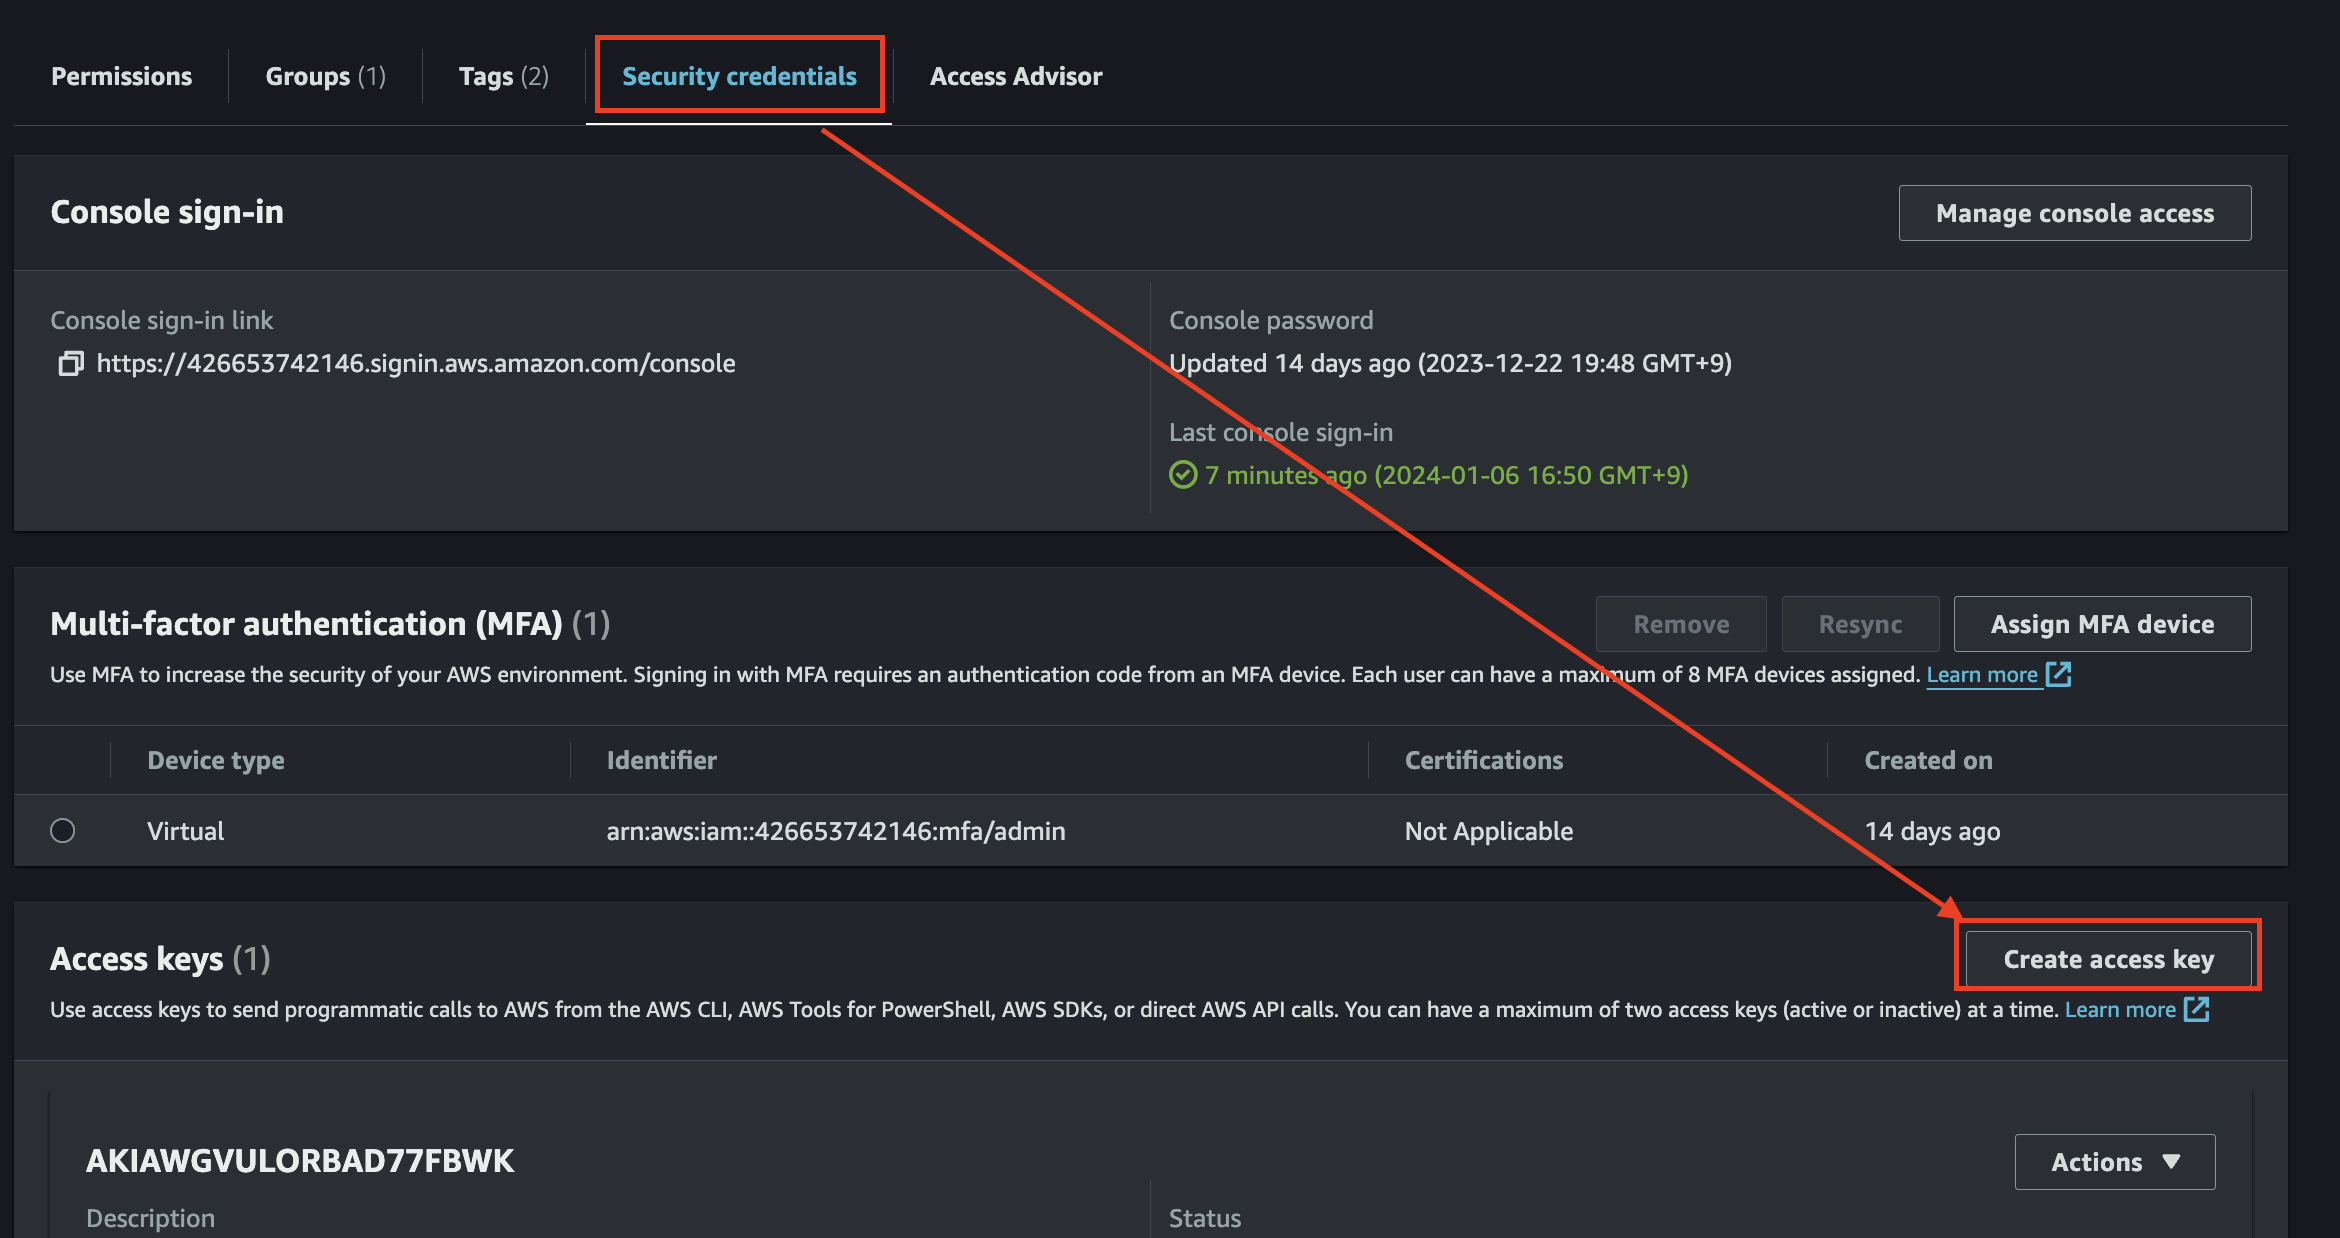 Permissions
Groups (1)
Tags (2)
Security credentials
Access Advisor
Console sign-in
Manage console access
Console sign-in link
https://426653742146.signin.aws.amazon.com/console
Console password
Updated 14 days ago (2023-12-22 19:48 GMT+9)
Last console sign-in
7 minutes ago (2024-01-06 16:50 GMT+9)
Multi-factor authentication (MFA) (1)
Remove
Resync
Assign MFA device
Use MFA to increase the security of your AWS environment. Signing in with MFA requires an authentication code from an MFA device. Each user can have a maximum of 8 MFA devices assigned. Learn more
Device type
Identifier
Certifications
Created on
Virtual
arn:aws:iam::426653742146:mfa/admin
Not Applicable
14 days ago
Access keys (1)
Create access key
Use access keys to send programmatic calls to AWS from the AWS CLI, AWS Tools for PowerShell, AWS SDKs, or direct AWS API calls. You can have a maximum of two access keys (active or inactive) at a time. Learn more
AKIAWGVULORBAD77FBWK
Actions
Description
Status